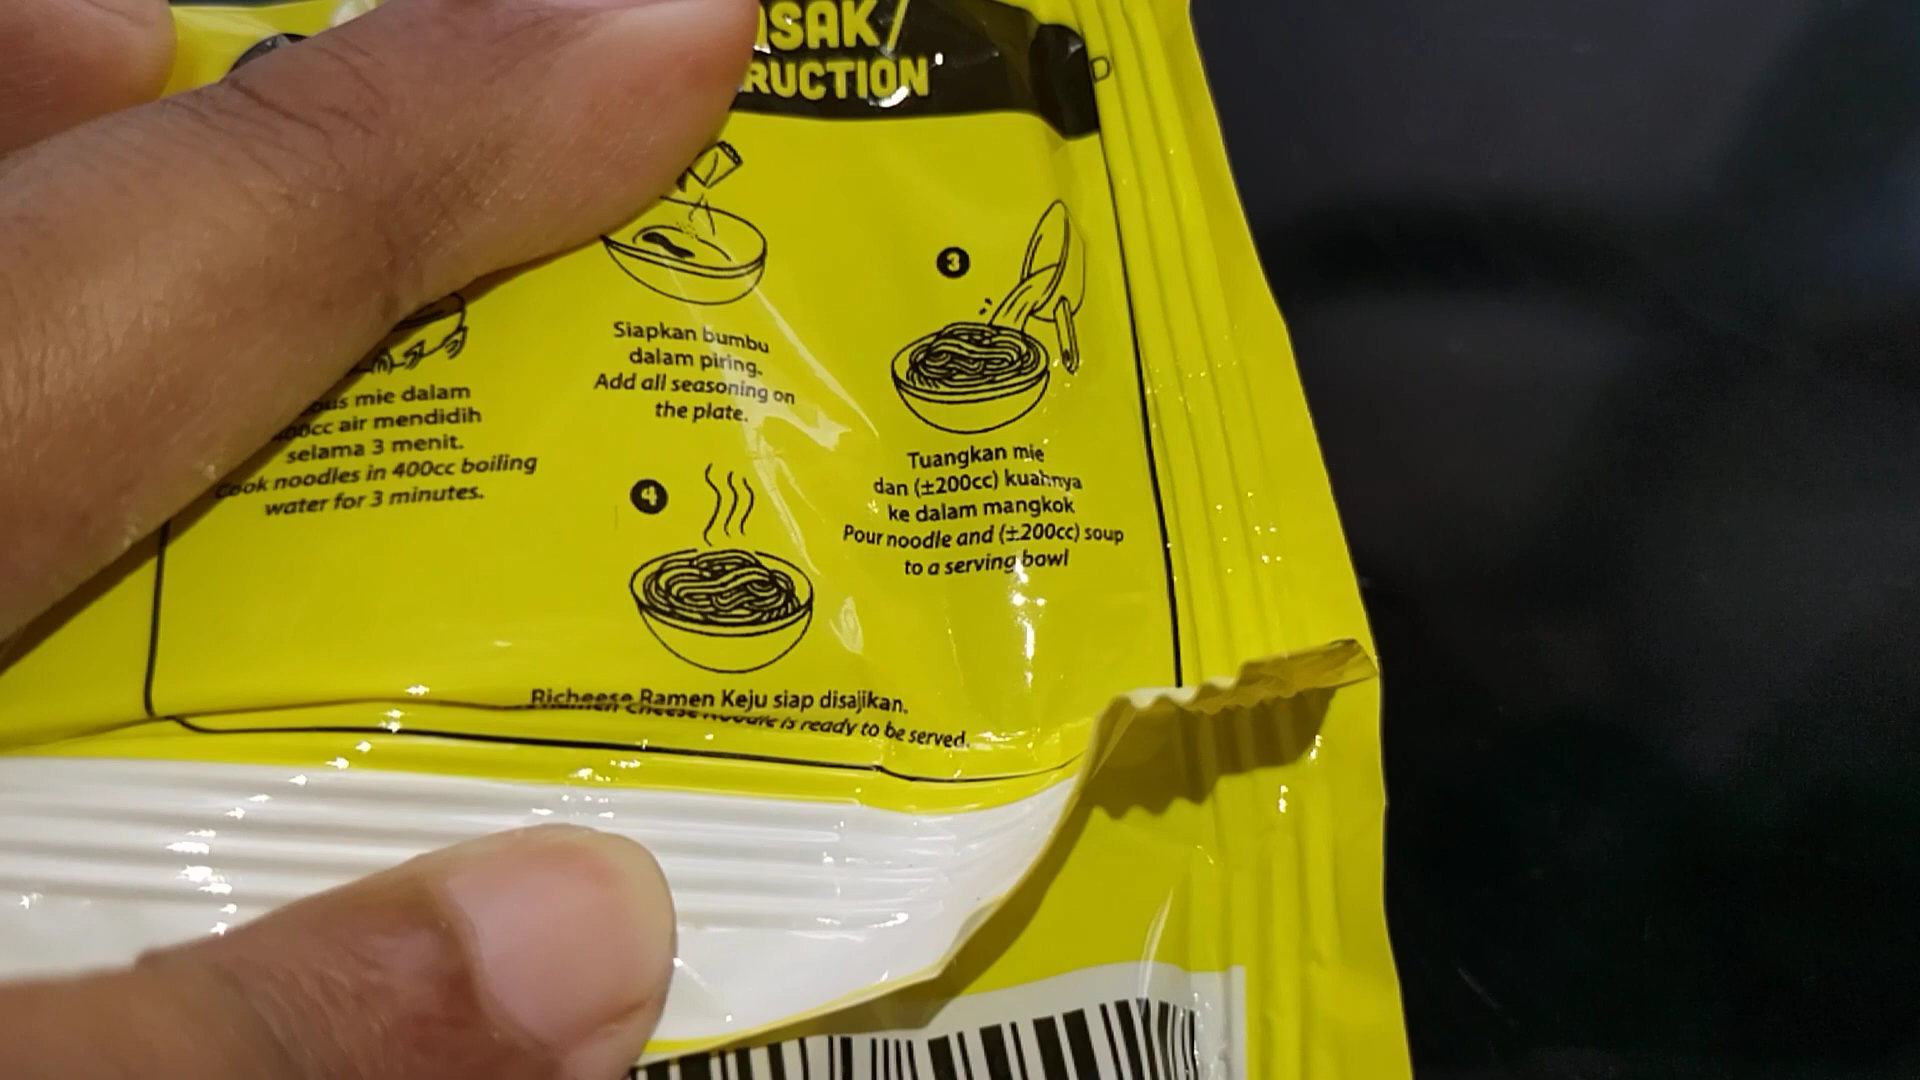 ASAK/
RUCTION
mie dalam
400cc air mendidih
selama 3 menit.
Cook noodles in 400cc boiling
water for 3 minutes.
Siapkan bumbu
dalam piring.
Add all seasoning on
the plate.
3
Tuangkan mie
dan (±200cc) kuahnya
ke dalam mangkok
Pour noodle and (±200cc) soup
to a serving bowl
4
Richeese Ramen Keju siap disajikan.
Ramen Cheese Noodle is ready to be served.